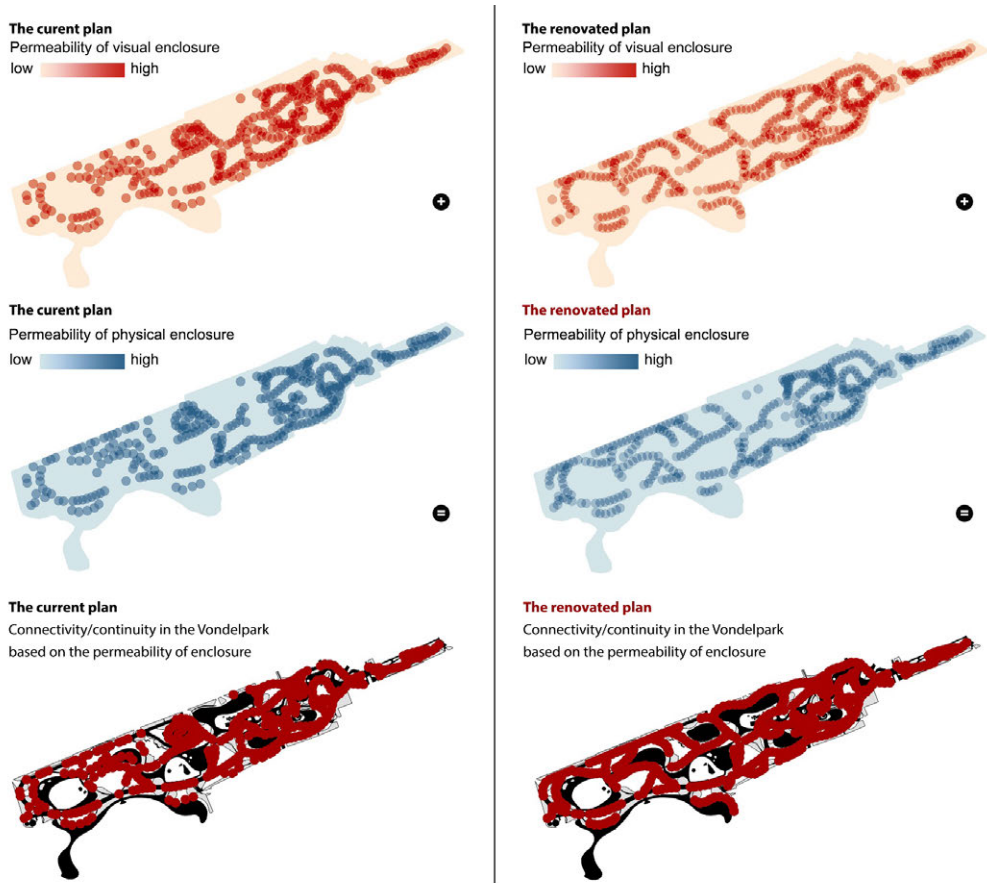 The curent plan
Permeability of visual enclosure
low high
+
The renovated plan
Permeability of visual enclosure
low high
+
The curent plan
Permeability of physical enclosure
low high
=
The renovated plan
Permeability of physical enclosure
low high
=
The current plan
Connectivity/continuity in the Vondelpark
based on the permeability of enclosure
The renovated plan
Connectivity/continuity in the Vondelpark
based on the permeability of enclosure